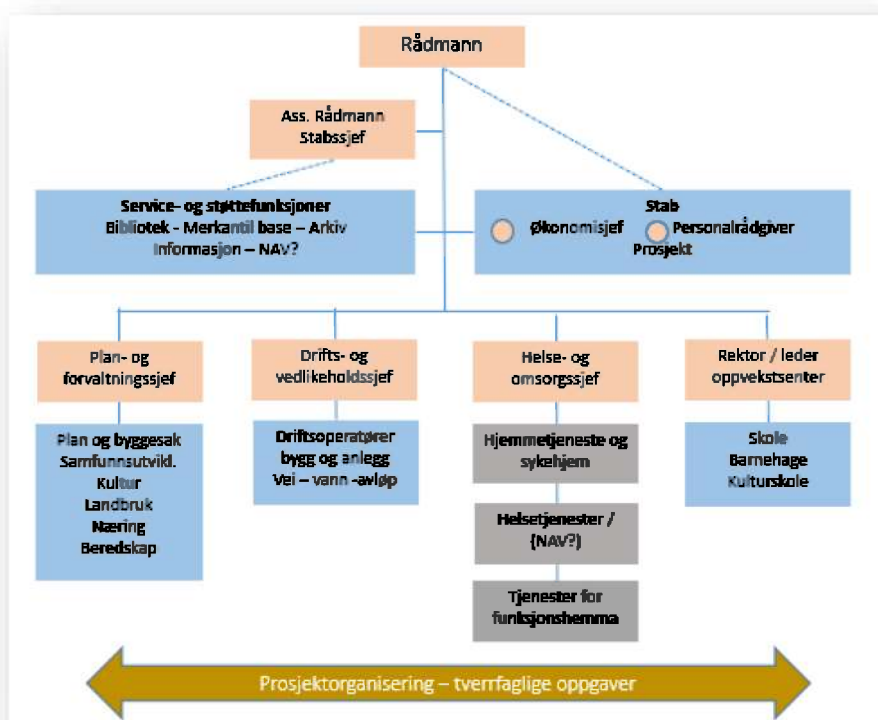 Rådmann
Ass. Rådmann
Stabssjef
Service- og støttefunksjoner
Bibliotek - Merkantil base – Arkiv
Informasjon – NAV?
Stab
Økonomisjef Personalrådgiver
Prosjekt
Plan- og
forvaltningssjef
Drifts- og
vedlikeholdssjef
Helse- og
omsorgssjef
Rektor / leder
oppvekstsenter
Plan og byggesak
Samfunnsutvikl.
Kultur
Landbruk
Næring
Beredskap
Driftsoperatører
bygg og anlegg
Vei – vann -avløp
Hjemmetjeneste og
sykehjem
Helsetjenester /
(NAV?)
Tjenester for
funksjonshemma
Skole
Barnehage
Kulturskole
Prosjektorganisering – tverrfaglige oppgaver